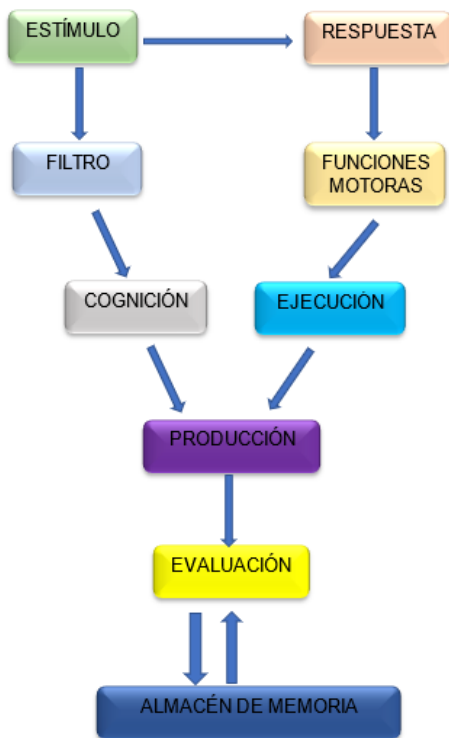 ESTÍMULO
RESPUESTA
FILTRO
FUNCIONES
MOTORAS
COGNICIÓN
EJECUCIÓN
PRODUCCIÓN
EVALUACIÓN
ALMACÉN DE MEMORIA